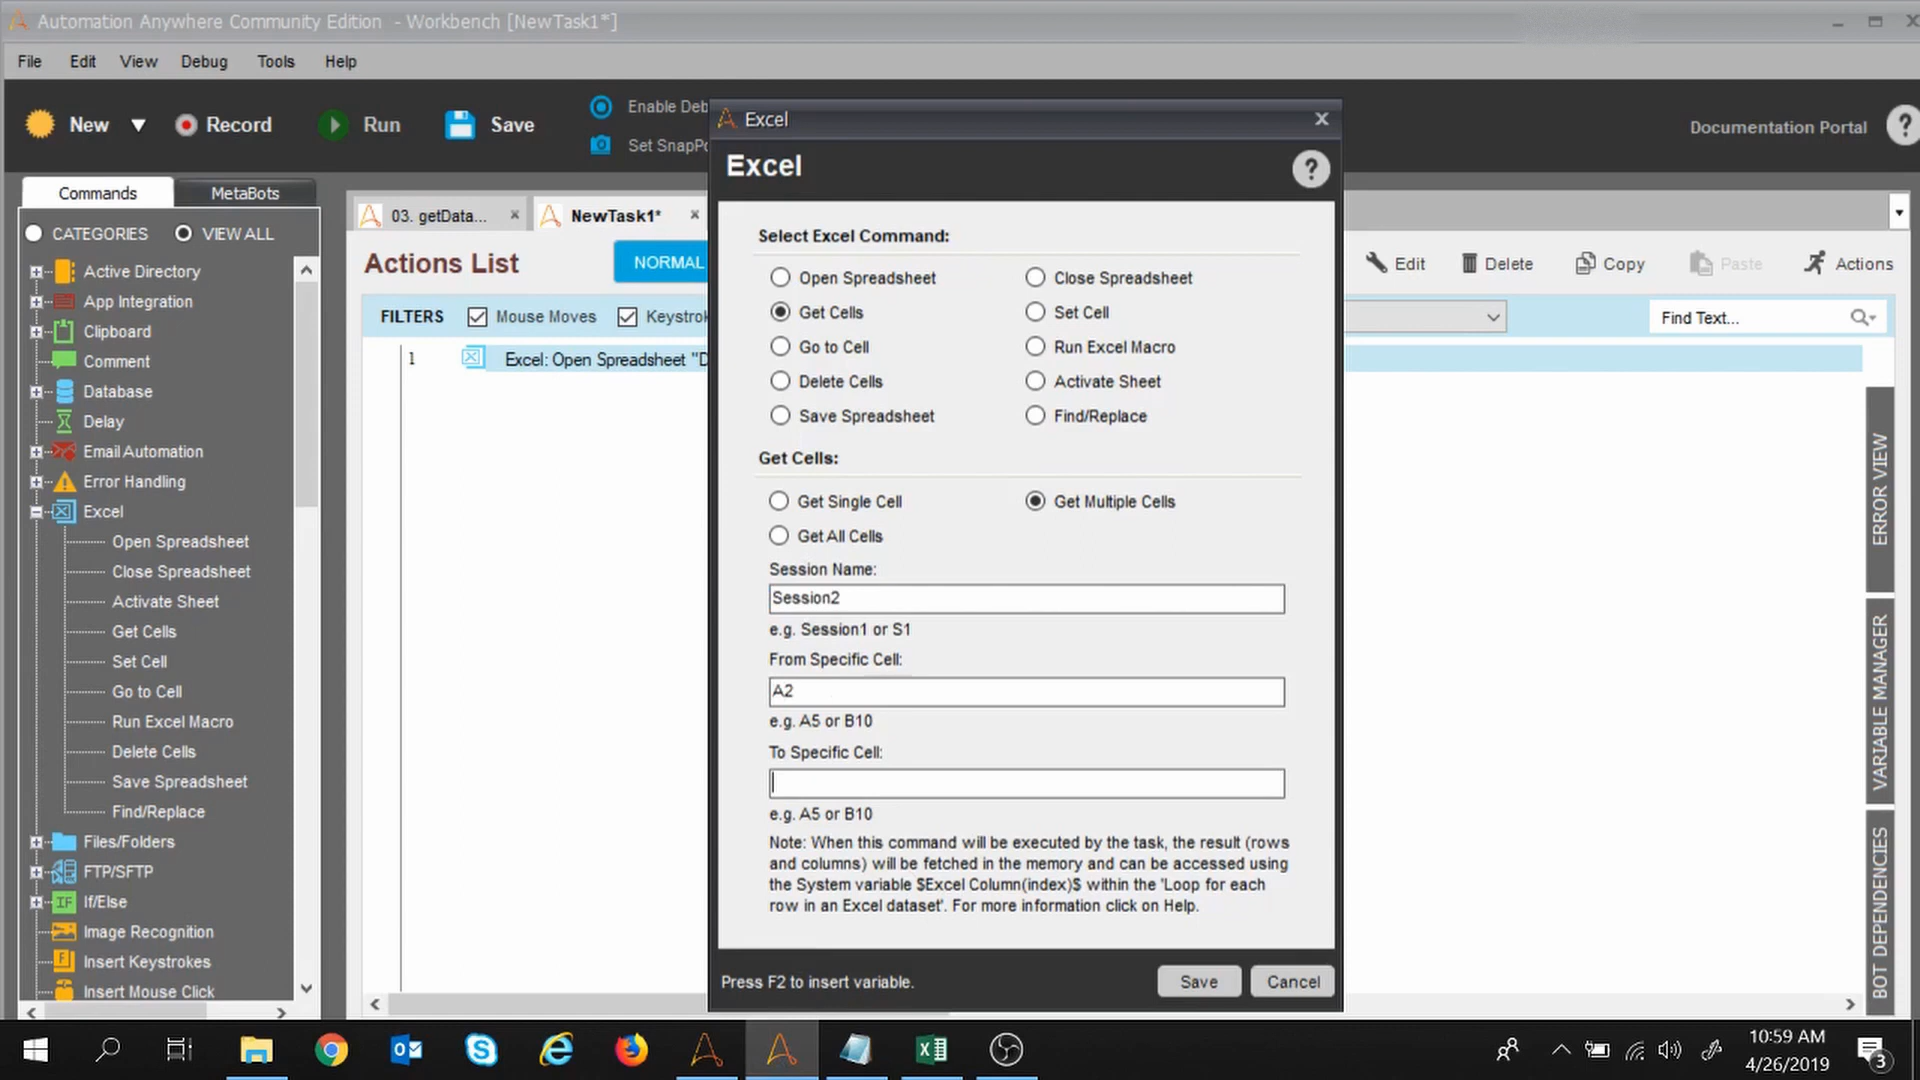 Automation Anywhere Community Edition - Workbench [NewTask1*]
File Edit View Debug Tools Help
New Record Run Save
Enable Deb
Set SnapPo
Documentation Portal
Commands MetaBots
CATEGORIES VIEW ALL
Active Directory
App Integration
Clipboard
Comment
Database
Delay
Email Automation
Error Handling
Excel
Open Spreadsheet
Close Spreadsheet
Activate Sheet
Get Cells
Set Cell
Go to Cell
Run Excel Macro
Delete Cells
Save Spreadsheet
Find/Replace
Files/Folders
FTP/SFTP
IF If/Else
Image Recognition
Insert Keystrokes
Insert Mouse Click
03. getData... NewTask1*
Actions List NORMAL
Edit Delete Copy Paste Actions
FILTERS Mouse Moves Keystrok
Find Text...
1 Excel: Open Spreadsheet "D
Excel
Excel
Select Excel Command:
Open Spreadsheet Close Spreadsheet
Get Cells Set Cell
Go to Cell Run Excel Macro
Delete Cells Activate Sheet
Save Spreadsheet Find/Replace
Get Cells:
Get Single Cell Get Multiple Cells
Get All Cells
Session Name:
Session2
e.g. Session1 or S1
From Specific Cell:
A2
e.g. A5 or B10
To Specific Cell:
e.g. A5 or B10
Note: When this command will be executed by the task, the result (rows
and columns) will be fetched in the memory and can be accessed using
the System variable $Excel Column(index)$ within the 'Loop for each
row in an Excel dataset'. For more information click on Help.
Press F2 to insert variable. Save Cancel
ERROR VIEW
VARIABLE MANAGER
BOT DEPENDENCIES
10:59 AM
4/26/2019
3